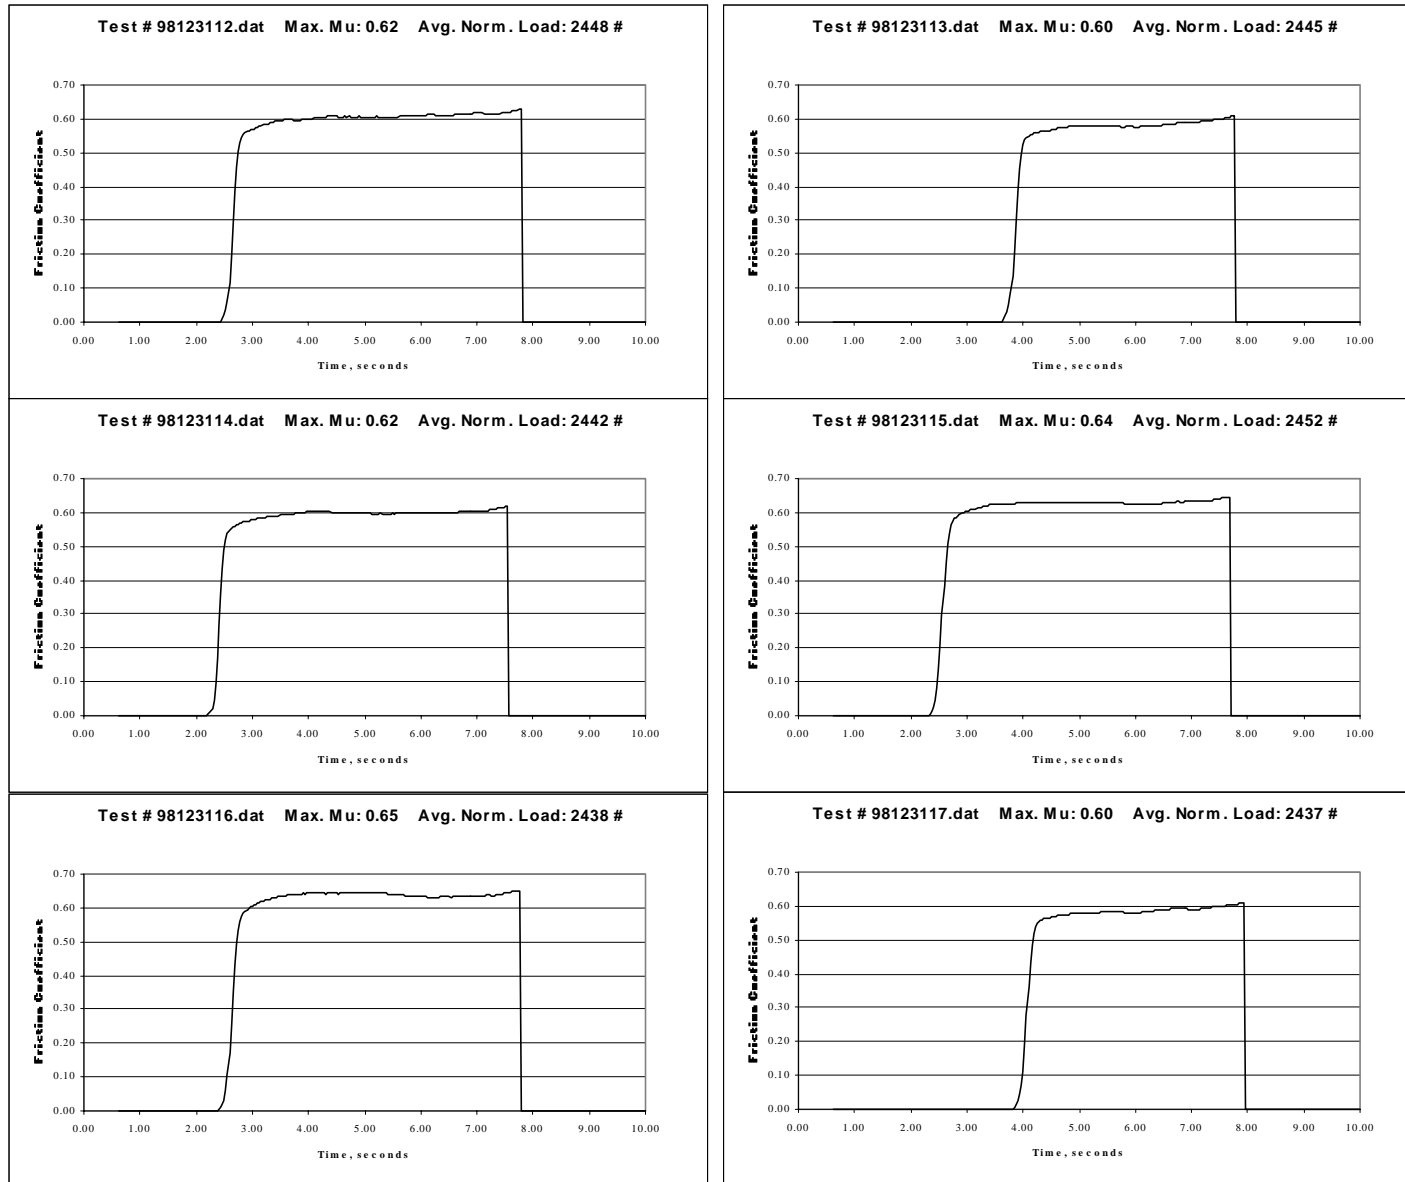 Test # 98123112.dat Max. Mu: 0.62 Avg. Norm. Load: 2448 #
0.70
0.60
0.50
0.40
0.30
0.20
0.10
0.00
Friction Coefficient
0.00 1.00 2.00 3.00 4.00 5.00 6.00 7.00 8.00 9.00 10.00
Time, seconds
Test # 98123113.dat Max. Mu: 0.60 Avg. Norm. Load: 2445 #
0.70
0.60
0.50
0.40
0.30
0.20
0.10
0.00
Friction Coefficient
0.00 1.00 2.00 3.00 4.00 5.00 6.00 7.00 8.00 9.00 10.00
Time, seconds
Test # 98123114.dat Max. Mu: 0.62 Avg. Norm. Load: 2442 #
0.70
0.60
0.50
0.40
0.30
0.20
0.10
0.00
Friction Coefficient
0.00 1.00 2.00 3.00 4.00 5.00 6.00 7.00 8.00 9.00 10.00
Time, seconds
Test # 98123115.dat Max. Mu: 0.64 Avg. Norm. Load: 2452 #
0.70
0.60
0.50
0.40
0.30
0.20
0.10
0.00
Friction Coefficient
0.00 1.00 2.00 3.00 4.00 5.00 6.00 7.00 8.00 9.00 10.00
Time, seconds
Test # 98123116.dat Max. Mu: 0.65 Avg. Norm. Load: 2438 #
0.70
0.60
0.50
0.40
0.30
0.20
0.10
0.00
Friction Coefficient
0.00 1.00 2.00 3.00 4.00 5.00 6.00 7.00 8.00 9.00 10.00
Time, seconds
Test # 98123117.dat Max. Mu: 0.60 Avg. Norm. Load: 2437 #
0.70
0.60
0.50
0.40
0.30
0.20
0.10
0.00
Friction Coefficient
0.00 1.00 2.00 3.00 4.00 5.00 6.00 7.00 8.00 9.00 10.00
Time, seconds